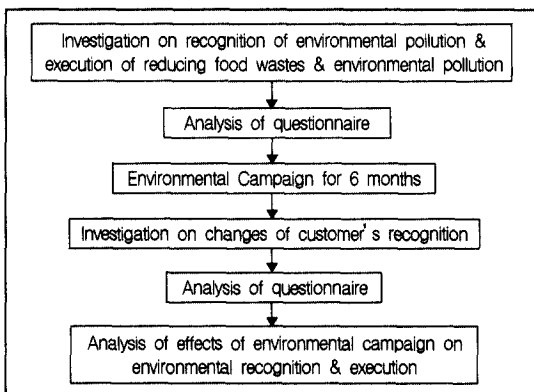 Investigation on recognition of environmental pollution &
execution of reducing food wastes & environmental pollution
Analysis of questionnaire
Environmental Campaign for 6 months
Investigation on changes of customer's recognition
Analysis of questionnaire
Analysis of effects of environmental campaign on
environmental recognition & execution